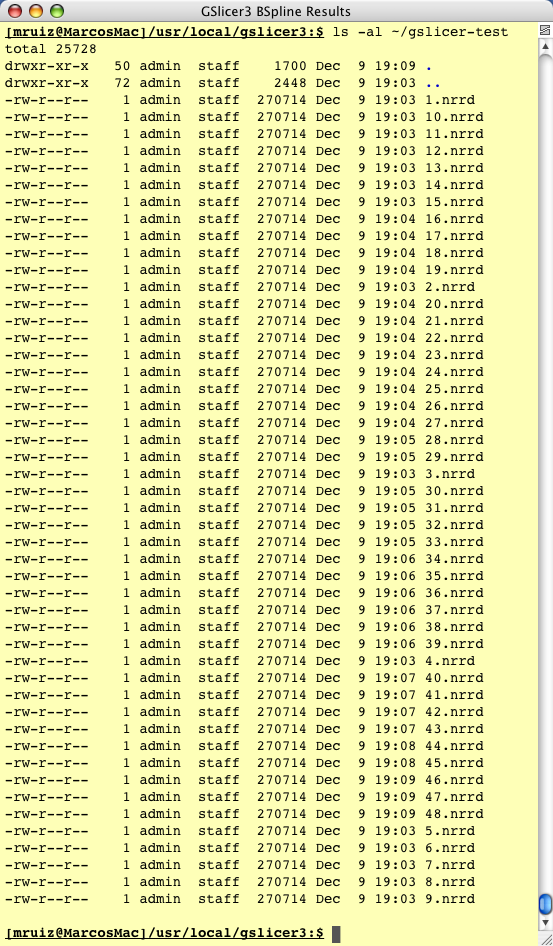 GSlicer3 BSpline Results
[mruiz@MarcosMac]/usr/local/gslicer3:$ ls -al ~/gslicer-test
total 25728
drwxr-xr-x   50 admin  staff    1700 Dec  9 19:09 .
drwxr-xr-x   72 admin  staff    2448 Dec  9 19:03 ..
-rw-r--r--    1 admin  staff  270714 Dec  9 19:03 1.nrrd
-rw-r--r--    1 admin  staff  270714 Dec  9 19:03 10.nrrd
-rw-r--r--    1 admin  staff  270714 Dec  9 19:03 11.nrrd
-rw-r--r--    1 admin  staff  270714 Dec  9 19:03 12.nrrd
-rw-r--r--    1 admin  staff  270714 Dec  9 19:03 13.nrrd
-rw-r--r--    1 admin  staff  270714 Dec  9 19:03 14.nrrd
-rw-r--r--    1 admin  staff  270714 Dec  9 19:03 15.nrrd
-rw-r--r--    1 admin  staff  270714 Dec  9 19:04 16.nrrd
-rw-r--r--    1 admin  staff  270714 Dec  9 19:04 17.nrrd
-rw-r--r--    1 admin  staff  270714 Dec  9 19:04 18.nrrd
-rw-r--r--    1 admin  staff  270714 Dec  9 19:04 19.nrrd
-rw-r--r--    1 admin  staff  270714 Dec  9 19:03 2.nrrd
-rw-r--r--    1 admin  staff  270714 Dec  9 19:04 20.nrrd
-rw-r--r--    1 admin  staff  270714 Dec  9 19:04 21.nrrd
-rw-r--r--    1 admin  staff  270714 Dec  9 19:04 22.nrrd
-rw-r--r--    1 admin  staff  270714 Dec  9 19:04 23.nrrd
-rw-r--r--    1 admin  staff  270714 Dec  9 19:04 24.nrrd
-rw-r--r--    1 admin  staff  270714 Dec  9 19:04 25.nrrd
-rw-r--r--    1 admin  staff  270714 Dec  9 19:04 26.nrrd
-rw-r--r--    1 admin  staff  270714 Dec  9 19:04 27.nrrd
-rw-r--r--    1 admin  staff  270714 Dec  9 19:05 28.nrrd
-rw-r--r--    1 admin  staff  270714 Dec  9 19:05 29.nrrd
-rw-r--r--    1 admin  staff  270714 Dec  9 19:03 3.nrrd
-rw-r--r--    1 admin  staff  270714 Dec  9 19:05 30.nrrd
-rw-r--r--    1 admin  staff  270714 Dec  9 19:05 31.nrrd
-rw-r--r--    1 admin  staff  270714 Dec  9 19:05 32.nrrd
-rw-r--r--    1 admin  staff  270714 Dec  9 19:05 33.nrrd
-rw-r--r--    1 admin  staff  270714 Dec  9 19:06 34.nrrd
-rw-r--r--    1 admin  staff  270714 Dec  9 19:06 35.nrrd
-rw-r--r--    1 admin  staff  270714 Dec  9 19:06 36.nrrd
-rw-r--r--    1 admin  staff  270714 Dec  9 19:06 37.nrrd
-rw-r--r--    1 admin  staff  270714 Dec  9 19:06 38.nrrd
-rw-r--r--    1 admin  staff  270714 Dec  9 19:06 39.nrrd
-rw-r--r--    1 admin  staff  270714 Dec  9 19:03 4.nrrd
-rw-r--r--    1 admin  staff  270714 Dec  9 19:07 40.nrrd
-rw-r--r--    1 admin  staff  270714 Dec  9 19:07 41.nrrd
-rw-r--r--    1 admin  staff  270714 Dec  9 19:07 42.nrrd
-rw-r--r--    1 admin  staff  270714 Dec  9 19:07 43.nrrd
-rw-r--r--    1 admin  staff  270714 Dec  9 19:08 44.nrrd
-rw-r--r--    1 admin  staff  270714 Dec  9 19:08 45.nrrd
-rw-r--r--    1 admin  staff  270714 Dec  9 19:09 46.nrrd
-rw-r--r--    1 admin  staff  270714 Dec  9 19:09 47.nrrd
-rw-r--r--    1 admin  staff  270714 Dec  9 19:09 48.nrrd
-rw-r--r--    1 admin  staff  270714 Dec  9 19:03 5.nrrd
-rw-r--r--    1 admin  staff  270714 Dec  9 19:03 6.nrrd
-rw-r--r--    1 admin  staff  270714 Dec  9 19:03 7.nrrd
-rw-r--r--    1 admin  staff  270714 Dec  9 19:03 8.nrrd
-rw-r--r--    1 admin  staff  270714 Dec  9 19:03 9.nrrd
[mruiz@MarcosMac]/usr/local/gslicer3:$